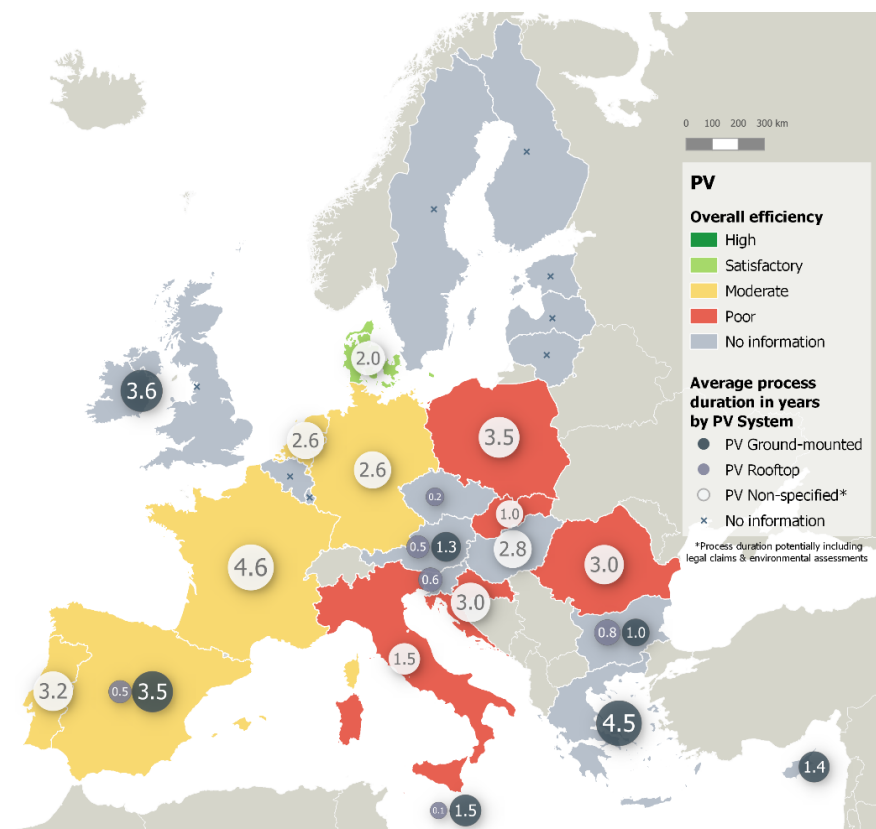 0 100 200 300 km
PV
Overall efficiency
High
Satisfactory
Moderate
Poor
No information
Average process
duration in years
by PV System
PV Ground-mounted
PV Rooftop
PV Non-specified*
× No information
*Process duration potentially including
legal claims & environmental assessments
2.0
3.6
2.6
3.5
2.6
0.2
1.0
0.5 1.3
2.8
4.6
3.0
0.6
3.0
0.8 1.0
1.5
3.2
0.5 3.5
4.5
1.4
0.1 1.5